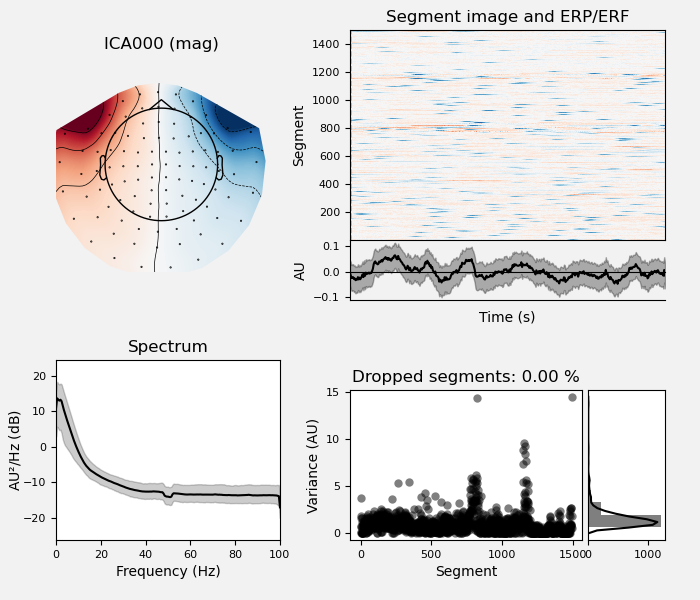 ICA000 (mag)
Segment image and ERP/ERF
Segment
1400
1200
1000
800
600
400
200
AU
0.1
0.0
−0.1
Time (s)
Spectrum
AU²/Hz (dB)
20
10
0
−10
−20
0 20 40 60 80 100
Frequency (Hz)
Dropped segments: 0.00 %
Variance (AU)
15
10
5
0
0 500 1000 1500
Segment
0 1000